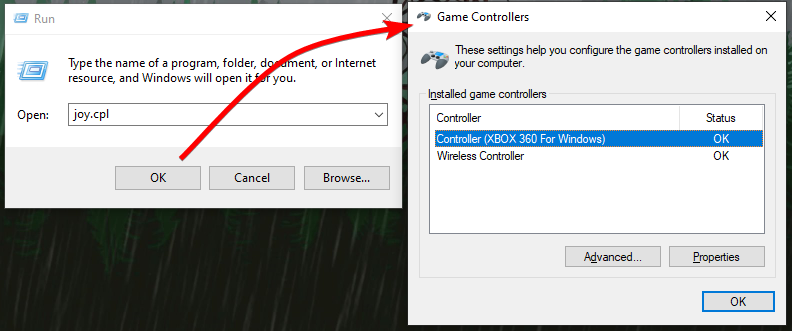 Run
Type the name of a program, folder, document, or Internet
resource, and Windows will open it for you.
Open:
joy.cpl
OK
Cancel
Browse...
Game Controllers
These settings help you configure the game controllers installed on
your computer.
Installed game controllers
Controller Status
Controller (XBOX 360 For Windows) OK
Wireless Controller OK
Advanced...
Properties
OK